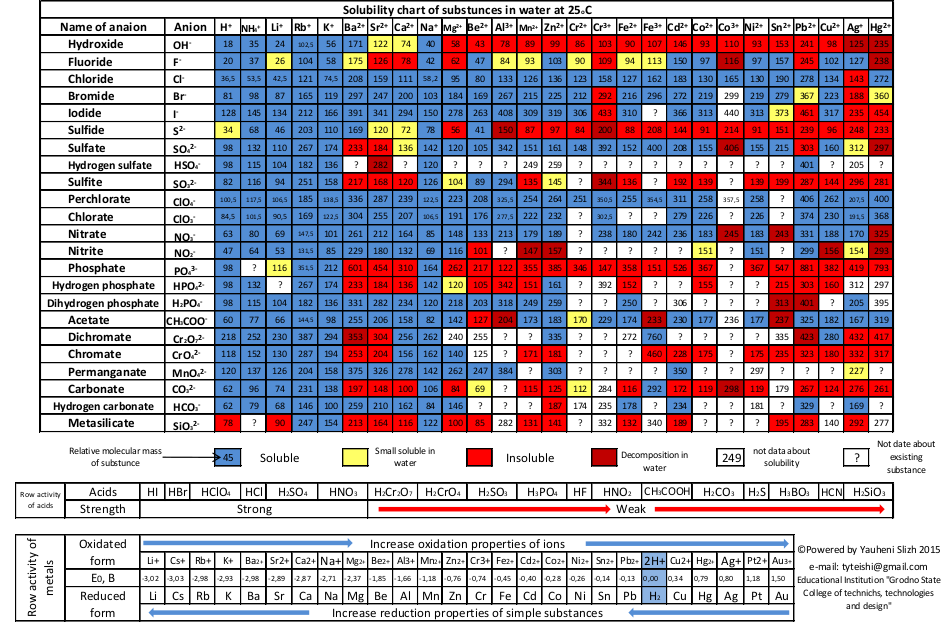 Solubility chart of substunces in water at 25∘C
Name of anaion Anion H⁺ NH₄⁺ Li⁺ Rb⁺ K⁺ Ba²⁺ Sr²⁺ Ca²⁺ Na⁺ Mg²⁺ Be²⁺ Al³⁺ Mn²⁺ Zn²⁺ Cr²⁺ Cr³⁺ Fe²⁺ Fe³⁺ Cd²⁺ Co²⁺ Co³⁺ Ni²⁺ Sn²⁺ Pb²⁺ Cu²⁺ Ag⁺ Hg²⁺
Hydroxide OH⁻ 18 35 24 102,5 56 171 122 74 40 58 43 78 89 99 86 103 90 107 146 93 110 93 153 241 98 125 235
Fluoride F⁻ 20 37 26 104 58 175 126 78 42 62 47 84 93 103 90 109 94 113 150 97 116 97 157 245 102 127 238
Chloride Cl⁻ 36,5 53,5 42,5 121 74,5 208 159 111 58,2 95 80 133 126 136 123 158 127 162 183 130 165 130 190 278 134 143 272
Bromide Br⁻ 81 98 87 165 119 297 247 200 103 184 169 267 215 225 212 292 216 296 272 219 299 219 279 367 223 188 360
Iodide I⁻ 128 145 134 212 166 391 341 294 150 278 263 408 309 319 306 433 310 ? 366 313 440 313 373 461 317 235 454
Sulfide S²⁻ 34 68 46 203 110 169 120 72 78 56 41 150 87 97 84 200 88 208 144 91 214 91 151 239 96 248 233
Sulfate SO₄²⁻ 98 132 110 267 174 233 184 136 142 120 105 342 151 161 148 392 152 400 208 155 406 155 215 303 160 312 297
Hydrogen sulfate HSO₄⁻ 98 115 104 182 136 ? 282 ? 120 ? ? ? 249 259 ? ? ? ? ? ? ? ? ? 401 ? 205 ?
Sulfite SO₃²⁻ 82 116 94 251 158 217 168 120 126 104 89 294 135 145 ? 344 136 ? 192 139 ? 139 199 287 144 296 281
Perchlorate ClO₄⁻ 100,5 117,5 106,5 185 138,5 336 287 239 122,5 223 208 325,5 254 264 251 350,5 255 354,5 311 258 357,5 258 ? 406 262 207,5 400
Chlorate ClO₃⁻ 84,5 101,5 90,5 169 122,5 304 255 207 106,5 191 176 277,5 222 232 ? 302,5 ? ? 279 226 ? 226 ? 374 230 191,5 368
Nitrate NO₃⁻ 63 80 69 147,5 101 261 212 164 85 148 133 213 179 189 ? 238 180 242 236 183 245 183 243 331 188 170 325
Nitrite NO₂⁻ 47 64 53 131,5 85 229 180 132 69 116 101 ? 147 157 ? ? ? ? ? 151 ? 151 ? 299 156 154 293
Phosphate PO₄³⁻ 98 ? 116 351,5 212 601 454 310 164 262 217 122 355 385 346 147 358 151 526 367 ? 367 547 881 382 419 793
Hydrogen phosphate HPO₄²⁻ 98 132 ? 267 174 233 184 136 142 120 105 342 151 161 ? 392 152 ? ? 155 ? ? 215 303 160 312 297
Dihydrogen phosphate H₂PO₄⁻ 98 115 104 182 136 331 282 234 120 218 203 318 249 259 ? ? 250 ? 306 ? ? ? 313 401 ? 205 395
Acetate CH₃COO⁻ 60 77 66 144,5 98 255 206 158 82 142 127 204 173 183 170 229 174 233 230 177 236 177 237 325 182 167 319
Dichromate Cr₂O₇²⁻ 218 252 230 387 294 353 304 256 262 240 255 ? ? 335 ? ? 272 760 ? ? ? ? 335 423 280 432 417
Chromate CrO₄²⁻ 118 152 130 287 194 253 204 156 162 140 125 ? 171 181 ? ? ? 460 228 175 ? 175 235 323 180 332 317
Permanganate MnO₄²⁻ 120 137 126 204 158 375 326 278 142 262 247 384 ? 303 ? ? ? ? 350 ? ? 297 ? ? ? 227 ?
Carbonate CO₃²⁻ 62 96 74 231 138 197 148 100 106 84 69 ? 115 125 112 284 116 292 172 119 298 119 179 267 124 276 261
Hydrogen carbonate HCO₃⁻ 62 79 68 146 100 259 210 162 84 146 ? ? ? 187 174 235 178 ? 234 ? ? 181 ? 329 ? 169 ?
Metasilicate SiO₃²⁻ 78 ? 90 247 154 213 164 116 122 100 85 282 131 141 ? 332 132 340 189 ? ? ? 195 283 140 292 277
Relative molecular mass of substunce 45 Soluble Small soluble in water Insoluble Decomposition in water 249 not data about solubility ? Not date about existing substance
Row activity of acids Acids HI HBr HClO₄ HCl H₂SO₄ HNO₃ H₂Cr₂O₇ H₂CrO₄ H₂SO₃ H₃PO₄ HF HNO₂ CH₃COOH H₂CO₃ H₂S H₃BO₃ HCN H₂SiO₃
Strength Strong Weak
Row activity of metals
Oxidated form Increase oxidation properties of ions
Li+ Cs+ Rb+ K+ Ba2+ Sr2+ Ca2+ Na+ Mg2+ Be2+ Al3+ Mn2+ Zn2+ Cr3+ Fe2+ Cd2+ Co2+ Ni2+ Sn2+ Pb2+ 2H+ Cu2+ Hg2+ Ag+ Pt2+ Au3+
E₀, B -3,02 -3,03 -2,98 -2,93 -2,98 -2,89 -2,87 -2,71 -2,37 -1,85 -1,66 -1,18 -0,76 -0,74 -0,45 -0,40 -0,28 -0,26 -0,14 -0,13 0,00 0,34 0,79 0,80 1,18 1,50
Reduced form Li Cs Rb K Ba Sr Ca Na Mg Be Al Mn Zn Cr Fe Cd Co Ni Sn Pb H₂ Cu Hg Ag Pt Au
Increase reduction properties of simple substances
©Powered by Yauheni Slizh 2015
e-mail: tyteishi@gmail.com
Educational Institution "Grodno State
College of technichs, technologies
and design"